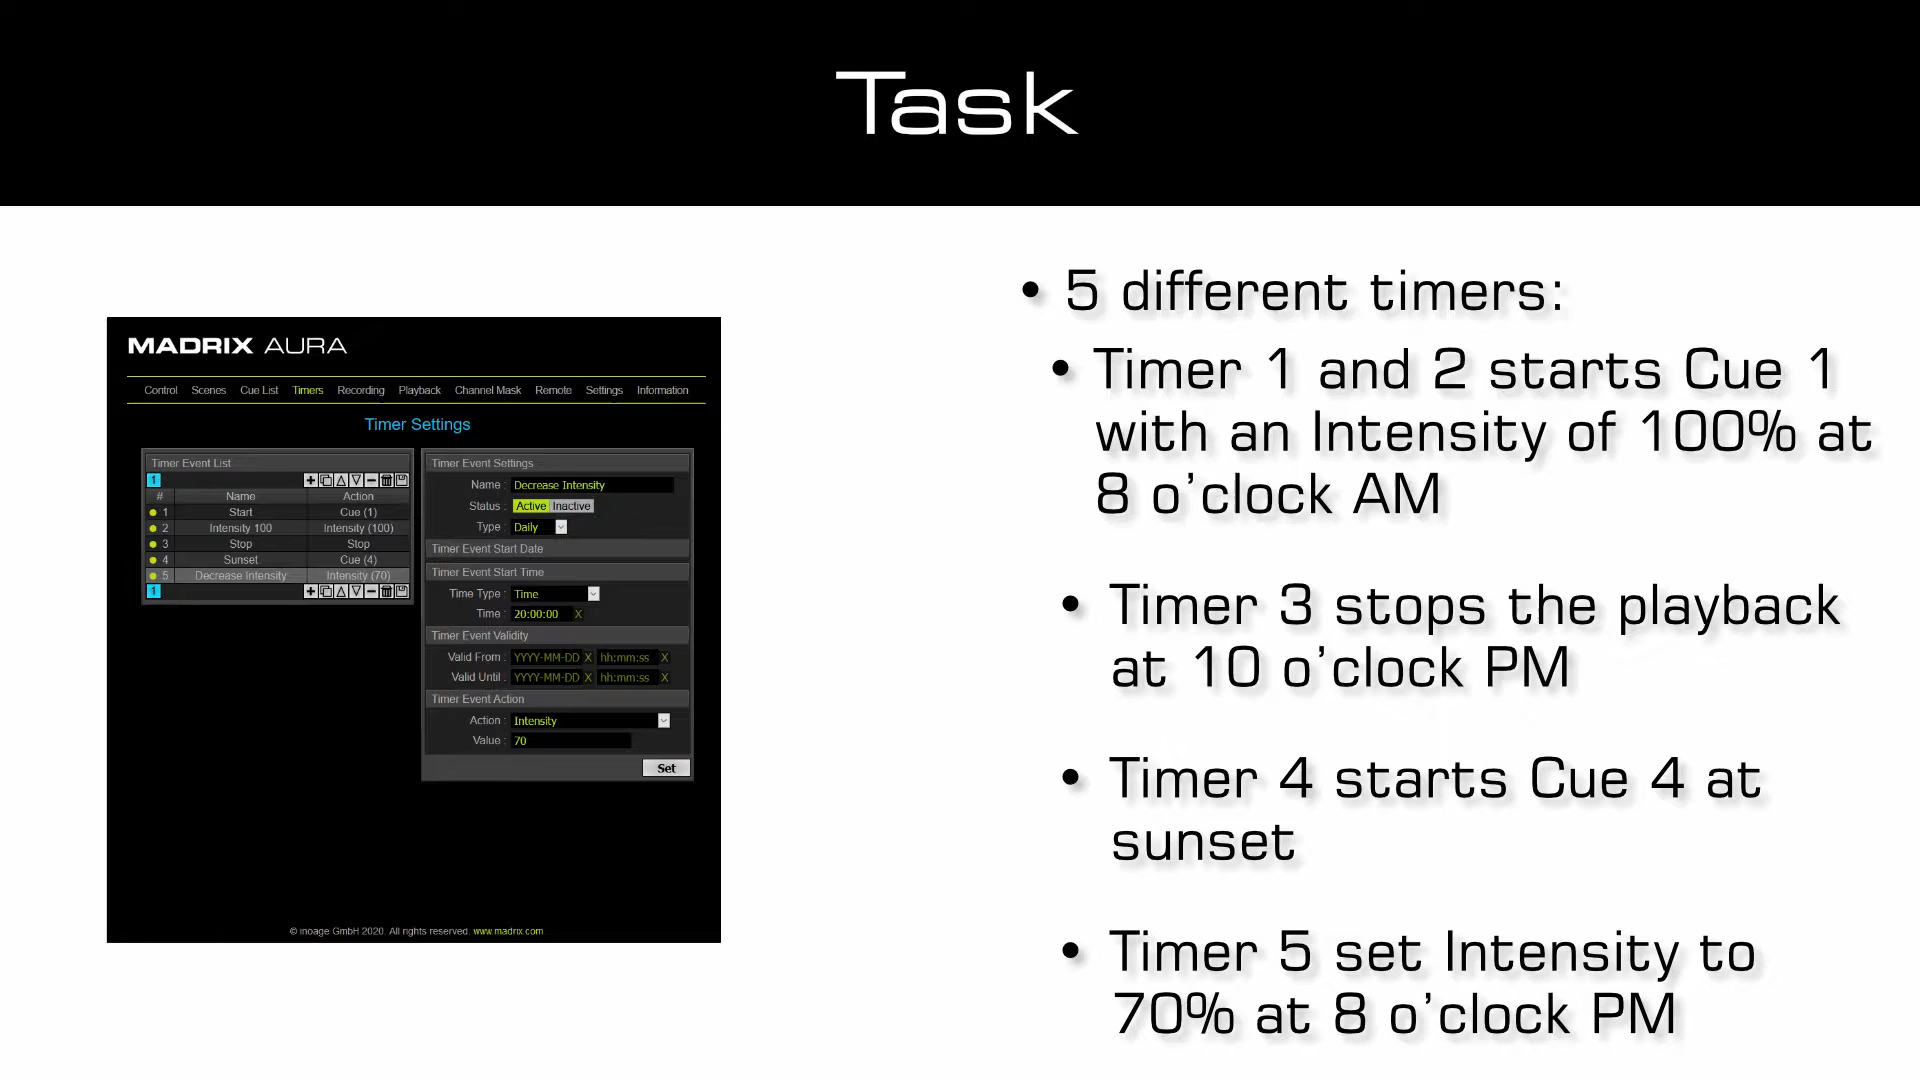 Task
MADRIX AURA
Control Scenes Cue List Timers Recording Playback Channel Mask Remote Settings Information
Timer Settings
Timer Event List
1
# Name Action
1 Start Cue (1)
2 Intensity 100 Intensity (100)
3 Stop Stop
4 Sunset Cue (4)
5 Decrease Intensity Intensity (70)
1
Timer Event Settings
Name : Decrease Intensity
Status : Active Inactive
Type : Daily
Timer Event Start Date
Timer Event Start Time
Time Type : Time
Time : 20:00:00 X
Timer Event Validity
Valid From : YYYY-MM-DD X hh:mm:ss X
Valid Until : YYYY-MM-DD X hh:mm:ss X
Timer Event Action
Action : Intensity
Value : 70
Set
© inoage GmbH 2020. All rights reserved. www.madrix.com
• 5 different timers:
• Timer 1 and 2 starts Cue 1
with an Intensity of 100% at
8 o’clock AM
• Timer 3 stops the playback
at 10 o’clock PM
• Timer 4 starts Cue 4 at
sunset
• Timer 5 set Intensity to
70% at 8 o’clock PM